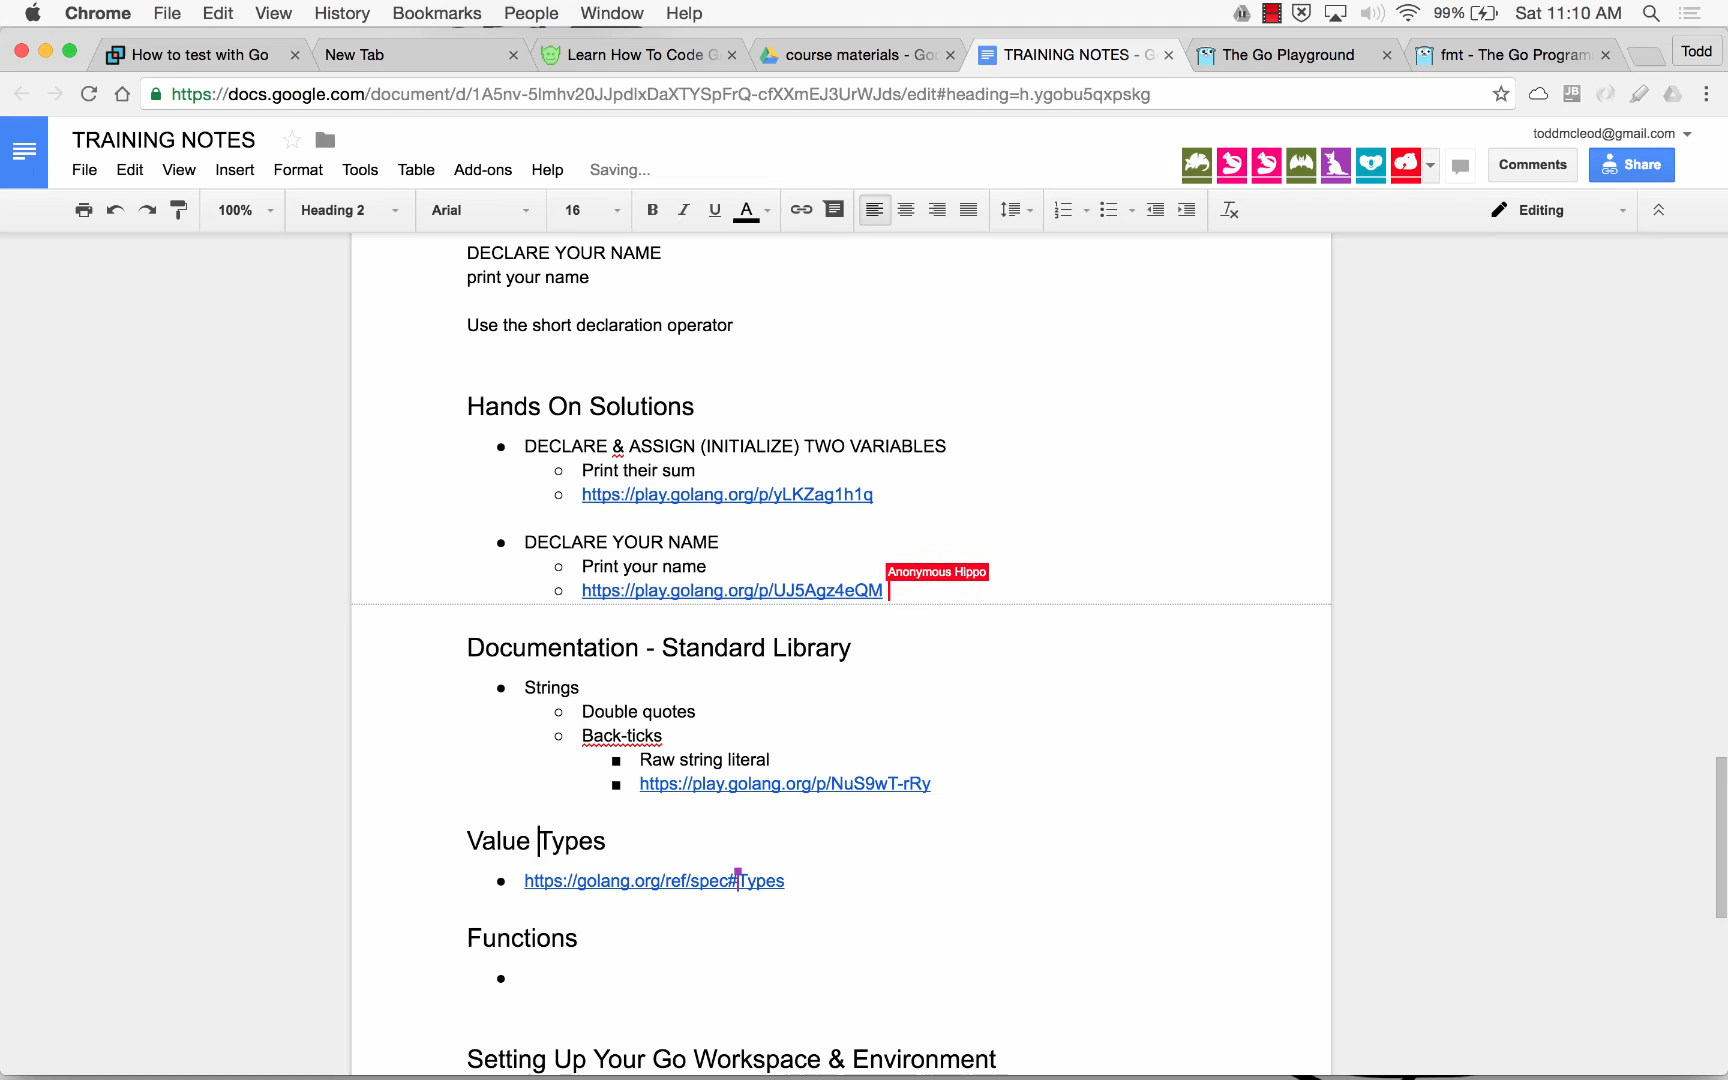 Chrome File Edit View History Bookmarks People Window Help 99% Sat 11:10 AM
How to test with Go New Tab Learn How To Code G course materials - Goo TRAINING NOTES - G The Go Playground fmt - The Go Program Todd
https://docs.google.com/document/d/1A5nv-5lmhv20JJpdlxDaXTYSpFrQ-cfXXmEJ3UrWJds/edit#heading=h.ygobu5qxpskg JB
TRAINING NOTES toddmcleod@gmail.com
File Edit View Insert Format Tools Table Add-ons Help Saving... Comments Share
100% Heading 2 Arial 16 B I U A Editing
DECLARE YOUR NAME
print your name
Use the short declaration operator
Hands On Solutions
DECLARE & ASSIGN (INITIALIZE) TWO VARIABLES
Print their sum
https://play.golang.org/p/yLKZag1h1q
DECLARE YOUR NAME
Print your name
Anonymous Hippo
https://play.golang.org/p/UJ5Agz4eQM
Documentation - Standard Library
Strings
Double quotes
Back-ticks
Raw string literal
https://play.golang.org/p/NuS9wT-rRy
Value Types
https://golang.org/ref/spec#Types
Functions
Setting Up Your Go Workspace & Environment